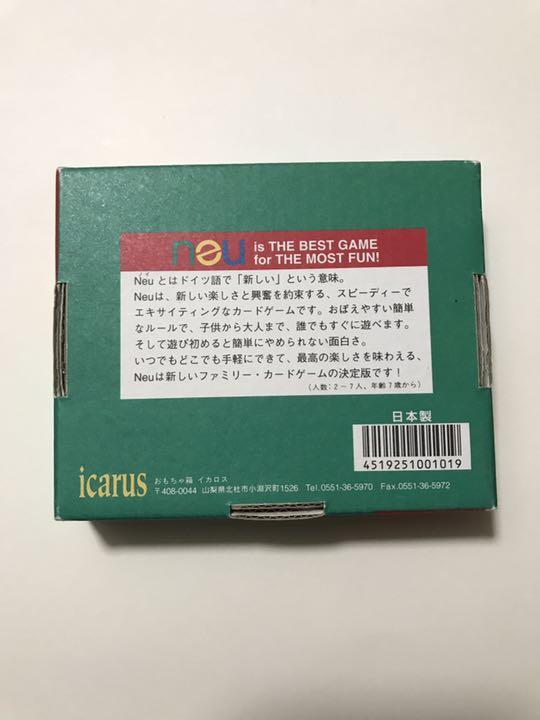 neu is THE BEST GAME
for THE MOST FUN!
ノイ
Neu とはドイツ語で「新しい」という意味。
Neuは、新しい楽しさと興奮を約束する、スピーディーで
エキサイティングなカードゲームです。おぼえやすい簡単
なルールで、子供から大人まで、誰でもすぐに遊べます。
そして遊び初めると簡単にやめられない面白さ。
いつでもどこでも手軽にできて、最高の楽しさを味わえる、
Neuは新しいファミリー・カードゲームの決定版です!
(人数:2−7人、年齢7歳から)
日本製
4519251001019
icarus おもちゃ箱 イカロス
〒408-0044 山梨県北杜市小淵沢町1526 Tel.0551-36-5970 Fax.0551-36-5972